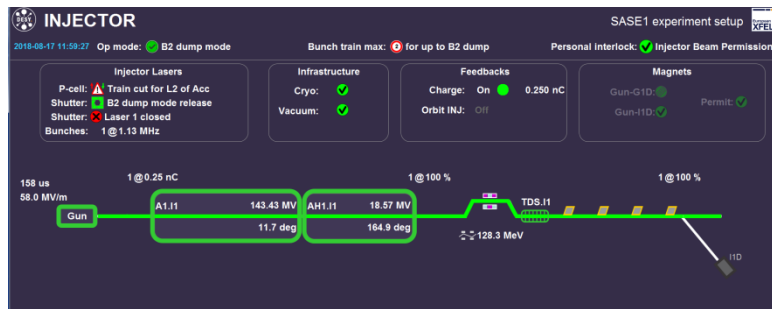 DESY INJECTOR SASE1 experiment setup European XFEL
2018-08-17 11:59:27 Op mode: B2 dump mode Bunch train max: for up to B2 dump Personal interlock: Injector Beam Permission
Injector Lasers
P-cell: Train cut for L2 of Acc
Shutter: B2 dump mode release
Shutter: Laser 1 closed
Bunches: 1@1.13 MHz
Infrastructure
Cryo:
Vacuum:
Feedbacks
Charge: On 0.250 nC
Orbit INJ: Off
Magnets
Gun-G1D:
Gun-I1D:
Permit:
158 us
58.0 MV/m
Gun
1@0.25 nC
A1.I1 143.43 MV
11.7 deg
1@100 %
AH1.I1 18.57 MV
164.9 deg
128.3 MeV
TDS.I1
1@100 %
I1D